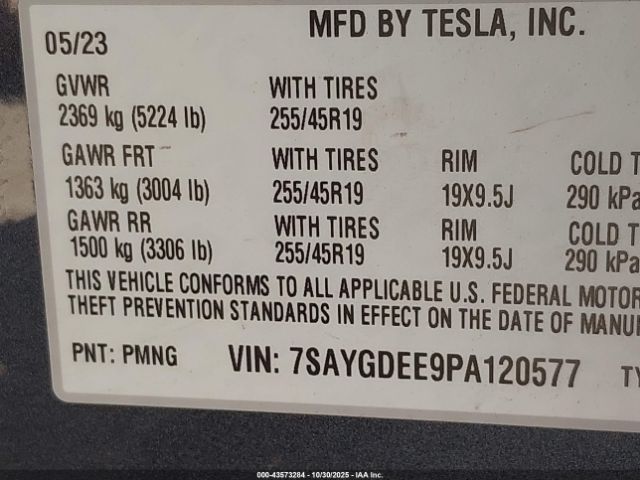 05/23 MFD BY TESLA, INC.
GVWR WITH TIRES
2369 kg (5224 lb) 255/45R19
GAWR FRT WITH TIRES RIM COLD T
1363 kg (3004 lb) 255/45R19 19X9.5J 290 kPa
GAWR RR WITH TIRES RIM COLD T
1500 kg (3306 lb) 255/45R19 19X9.5J 290 kPa
THIS VEHICLE CONFORMS TO ALL APPLICABLE U.S. FEDERAL MOTOR
THEFT PREVENTION STANDARDS IN EFFECT ON THE DATE OF MANU
PNT: PMNG VIN: 7SAYGDEE9PA120577 TY
000-43573284 - 10/30/2025 - IAA Inc.